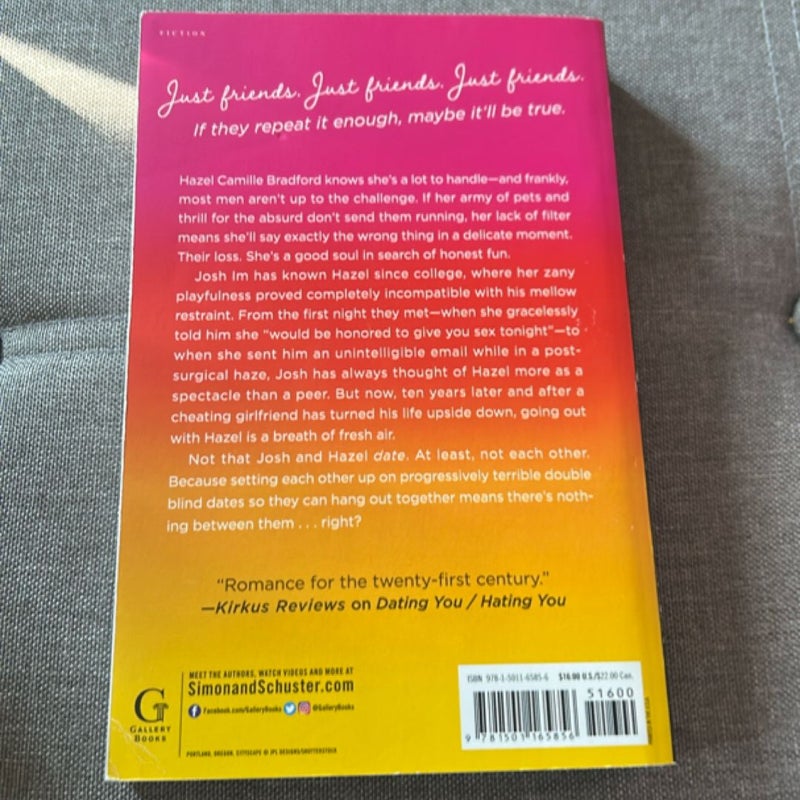 FICTION
Just friends. Just friends. Just friends.
If they repeat it enough, maybe it'll be true.
Hazel Camille Bradford knows she's a lot to handle—and frankly,
most men aren't up to the challenge. If her army of pets and
thrill for the absurd don't send them running, her lack of filter
means she'll say exactly the wrong thing in a delicate moment.
Their loss. She's a good soul in search of honest fun.
Josh Im has known Hazel since college, where her zany
playfulness proved completely incompatible with his mellow
restraint. From the first night they met—when she gracelessly
told him she "would be honored to give you sex tonight"—to
when she sent him an unintelligible email while in a post-
surgical haze, Josh has always thought of Hazel more as a
spectacle than a peer. But now, ten years later and after a
cheating girlfriend has turned his life upside down, going out
with Hazel is a breath of fresh air.
Not that Josh and Hazel date. At least, not each other.
Because setting each other up on progressively terrible double
blind dates so they can hang out together means there's noth-
ing between them . . . right?
"Romance for the twenty-first century."
—Kirkus Reviews on Dating You / Hating You
MEET THE AUTHORS, WATCH VIDEOS AND MORE AT
SimonandSchuster.com
Facebook.com/GalleryBooks @GalleryBooks
G
GALLERY
BOOKS
PORTLAND, OREGON, CITYSCAPE © JPL DESIGNS/SHUTTERSTOCK
ISBN 978-1-5011-6585-6 $16.00 U.S./$22.00 Can.
51600
9 781501 165856